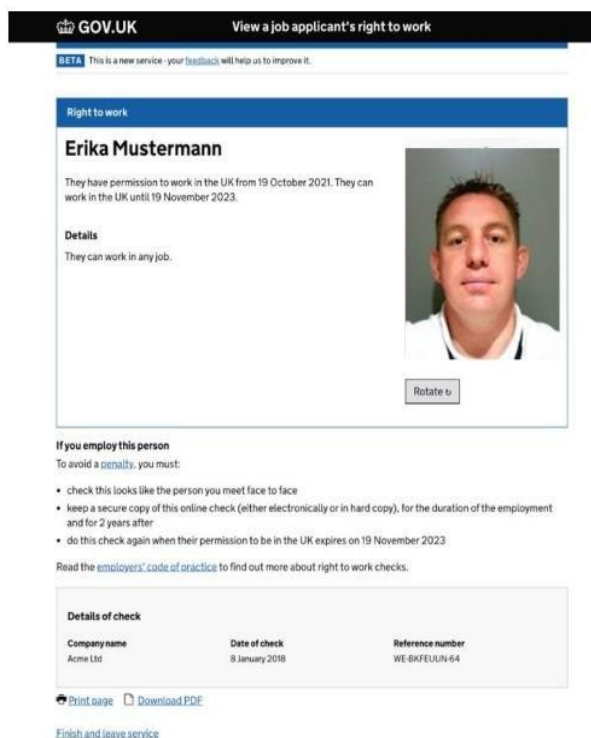 GOV.UK View a job applicant's right to work
BETA This is a new service - your feedback will help us to improve it.
Right to work
Erika Mustermann
They have permission to work in the UK from 19 October 2021. They can
work in the UK until 19 November 2023.
Details
They can work in any job.
Rotate ↻
If you employ this person
To avoid a penalty, you must:
• check this looks like the person you meet face to face
• keep a secure copy of this online check (either electronically or in hard copy), for the duration of the employment
and for 2 years after
• do this check again when their permission to be in the UK expires on 19 November 2023
Read the employers' code of practice to find out more about right to work checks.
Details of check
Company name Date of check Reference number
Acme Ltd 8 January 2018 WE-BKFEUUN-64
Print page Download PDF
Finish and leave service